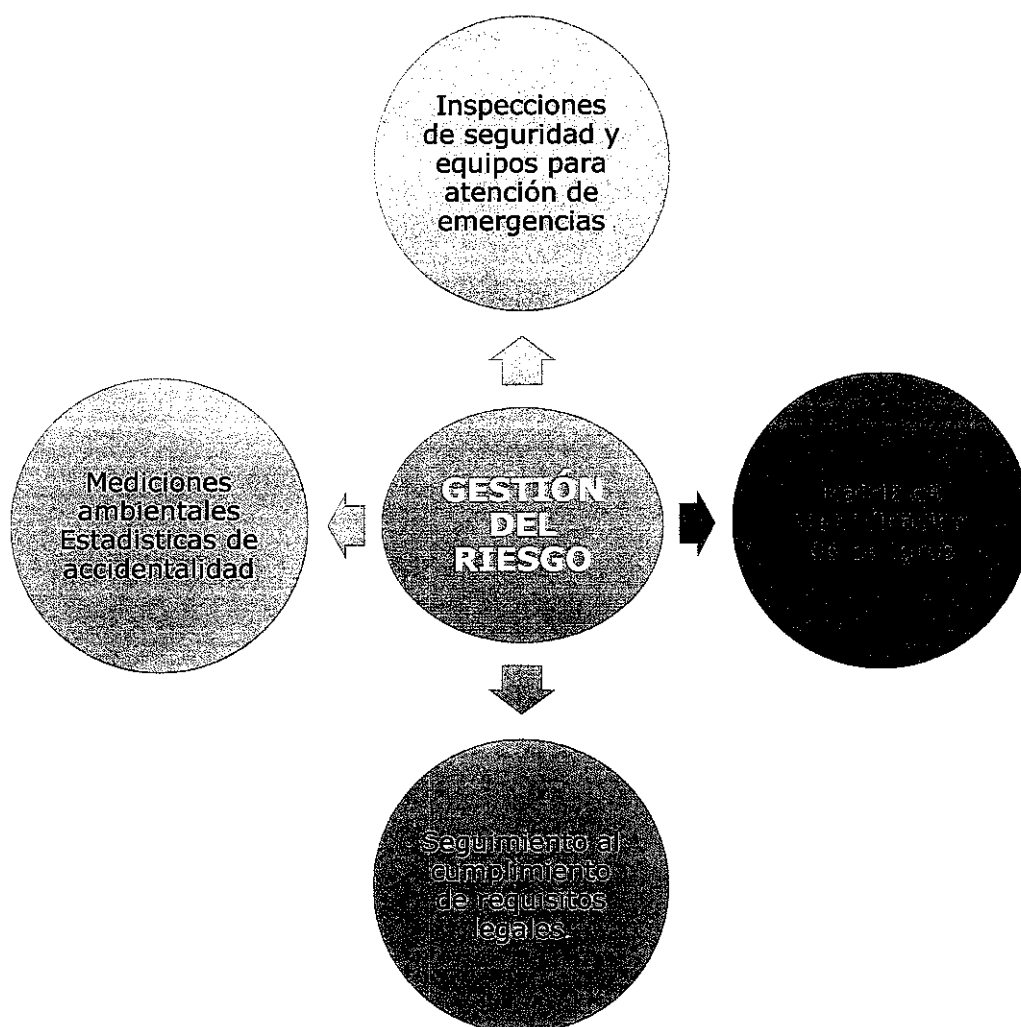 Inspecciones
de seguridad y
equipos para
atención de
emergencias
Mediciones
ambientales
Estadisticas de
accidentalidad
GESTIÓN
DEL
RIESGO
Seguimiento al
cumplimiento
de requisitos
legales.